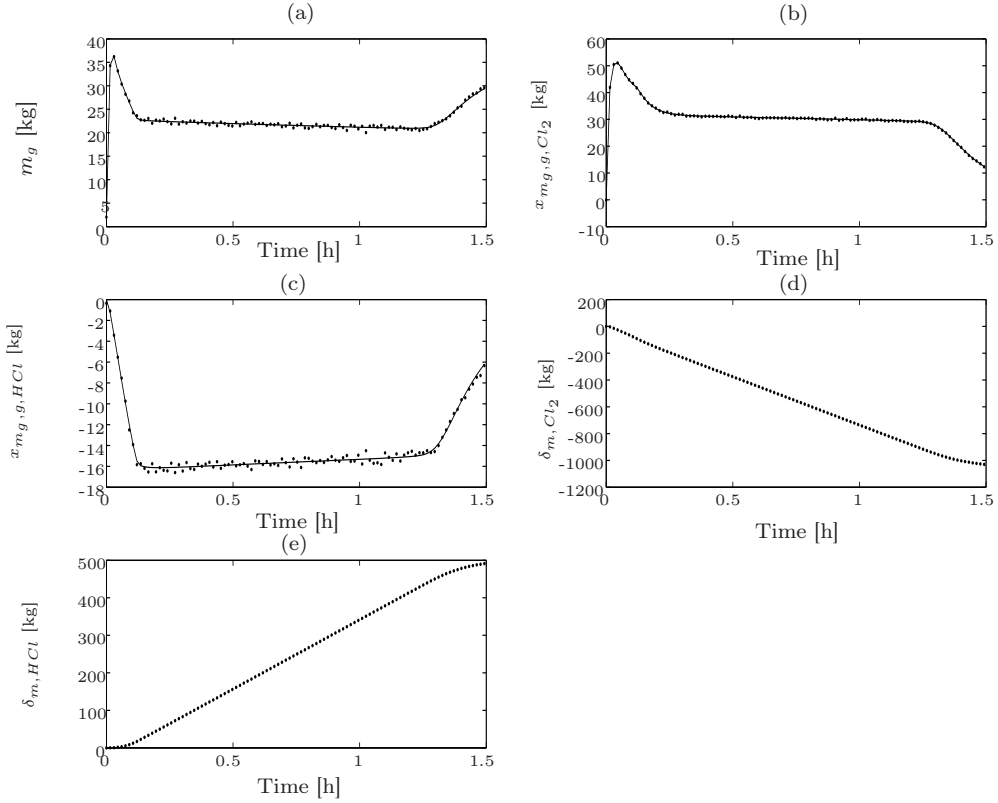 (a)
40
35
30
25
20
15
10
5
0
0 0.5 1 1.5
Time [h]
m_g [kg]
(b)
60
50
40
30
20
10
0
-10
0 0.5 1 1.5
Time [h]
x_{m_g,g,Cl_2} [kg]
(c)
0
-2
-4
-6
-8
-10
-12
-14
-16
-18
0 0.5 1 1.5
Time [h]
x_{m_g,g,HCl} [kg]
(d)
200
0
-200
-400
-600
-800
-1000
-1200
0 0.5 1 1.5
Time [h]
δ_{m,Cl_2} [kg]
(e)
500
400
300
200
100
0
0 0.5 1 1.5
Time [h]
δ_{m,HCl} [kg]